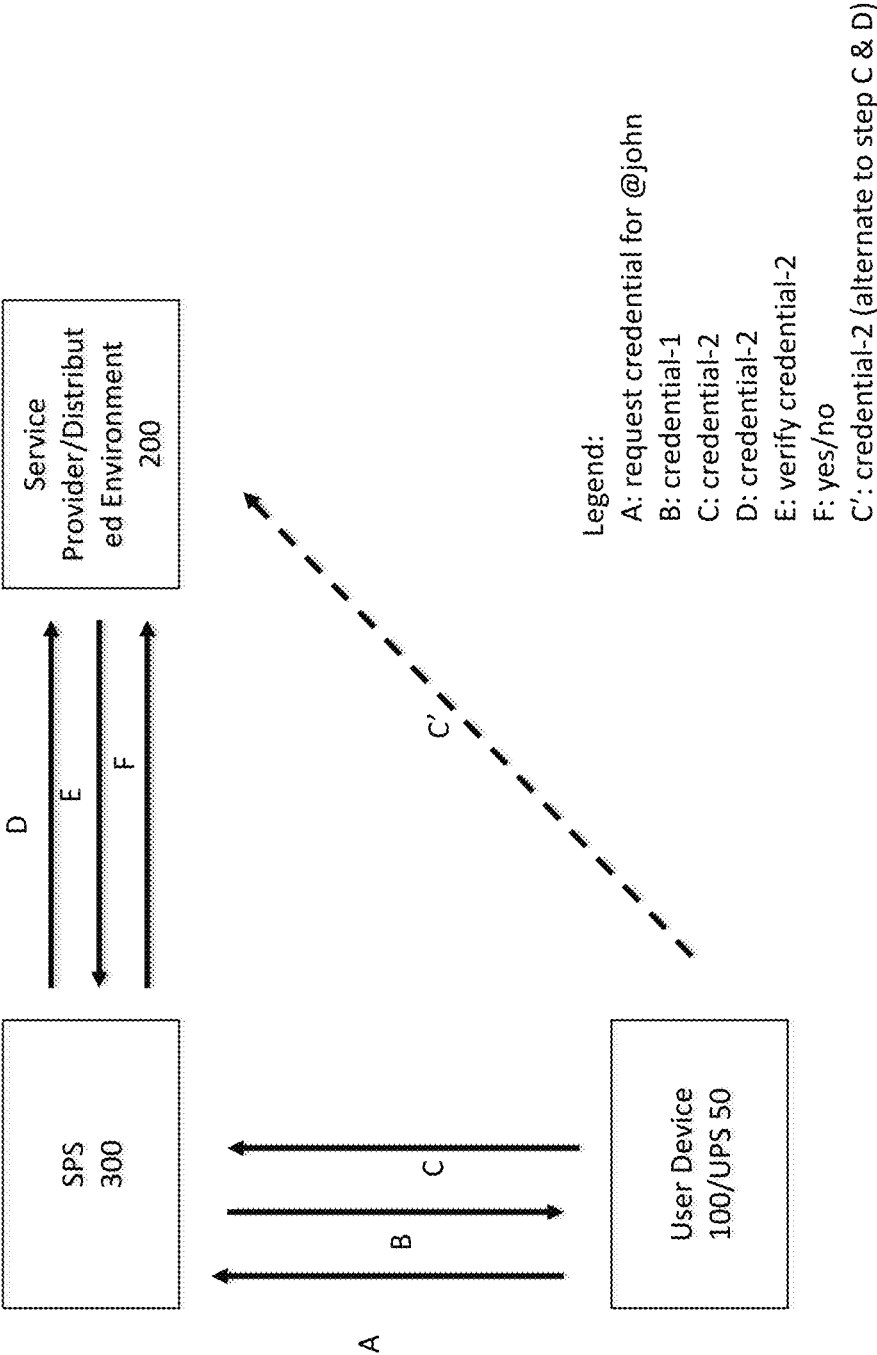 SPS
300
D
E
F
Service
Provider/Distribut
ed Environment
200
A
B
C
C’
User Device
100/UPS 50
Legend:
A: request credential for @john
B: credential-1
C: credential-2
D: credential-2
E: verify credential-2
F: yes/no
C’: credential-2 (alternate to step C & D)